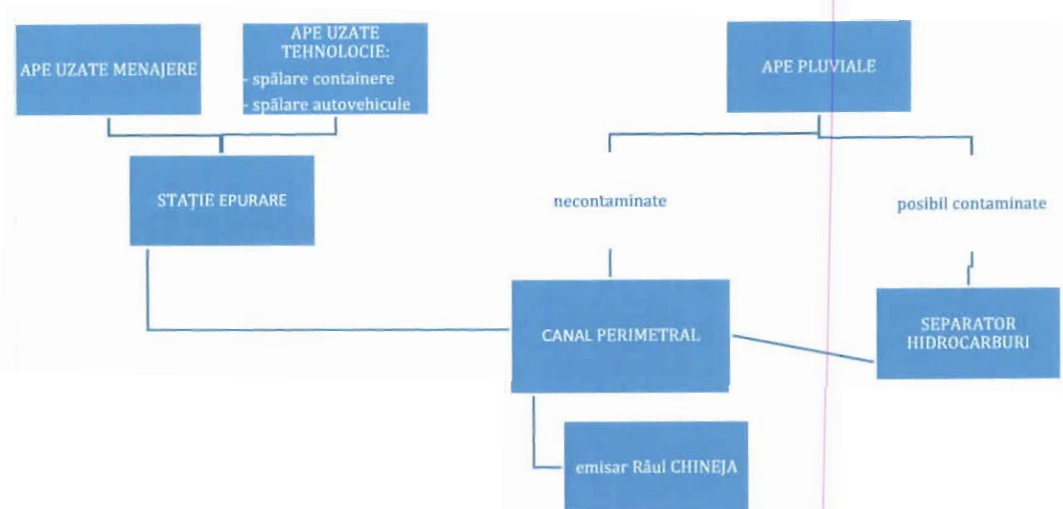 APE UZATE MENAJERE
APE UZATE
TEHNOLOCIE:
- spălare containere
- spălare autovehicule
APE PLUVIALE
STAȚIE EPURARE
necontaminate
posibil contaminate
CANAL PERIMETRAL
SEPARATOR
HIDROCARBURI
emisar Râul CHINEJA